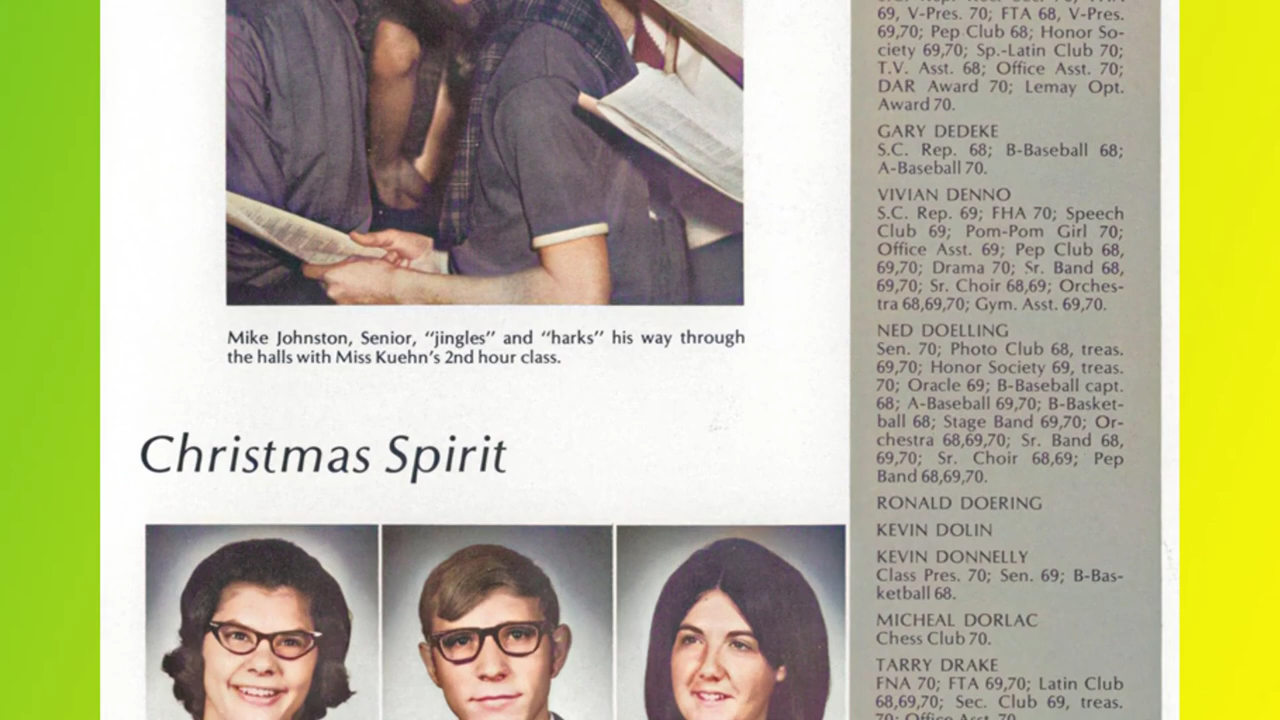 Mike Johnston, Senior, “jingles” and “harks” his way through
the halls with Miss Kuehn’s 2nd hour class.
Christmas Spirit
69, V-Pres. 70; FTA 68, V-Pres.
69,70; Pep Club 68; Honor So-
ciety 69,70; Sp.-Latin Club 70;
T.V. Asst. 68; Office Asst. 70;
DAR Award 70; Lemay Opt.
Award 70.
GARY DEDEKE
S.C. Rep. 68; B-Baseball 68;
A-Baseball 70.
VIVIAN DENNO
S.C. Rep. 69; FHA 70; Speech
Club 69; Pom-Pom Girl 70;
Office Asst. 69; Pep Club 68,
69,70; Drama 70; Sr. Band 68,
69,70; Sr. Choir 68,69; Orches-
tra 68,69,70; Gym. Asst. 69,70.
NED DOELLING
Sen. 70; Photo Club 68, treas.
69,70; Honor Society 69, treas.
70; Oracle 69; B-Baseball capt.
68; A-Baseball 69,70; B-Basket-
ball 68; Stage Band 69,70; Or-
chestra 68,69,70; Sr. Band 68,
69,70; Sr. Choir 68,69; Pep
Band 68,69,70.
RONALD DOERING
KEVIN DOLIN
KEVIN DONNELLY
Class Pres. 70; Sen. 69; B-Bas-
ketball 68.
MICHEAL DORLAC
Chess Club 70.
TARRY DRAKE
FNA 70; FTA 69,70; Latin Club
68,69,70; Sec. Club 69, treas.
70; Office Asst. 70.